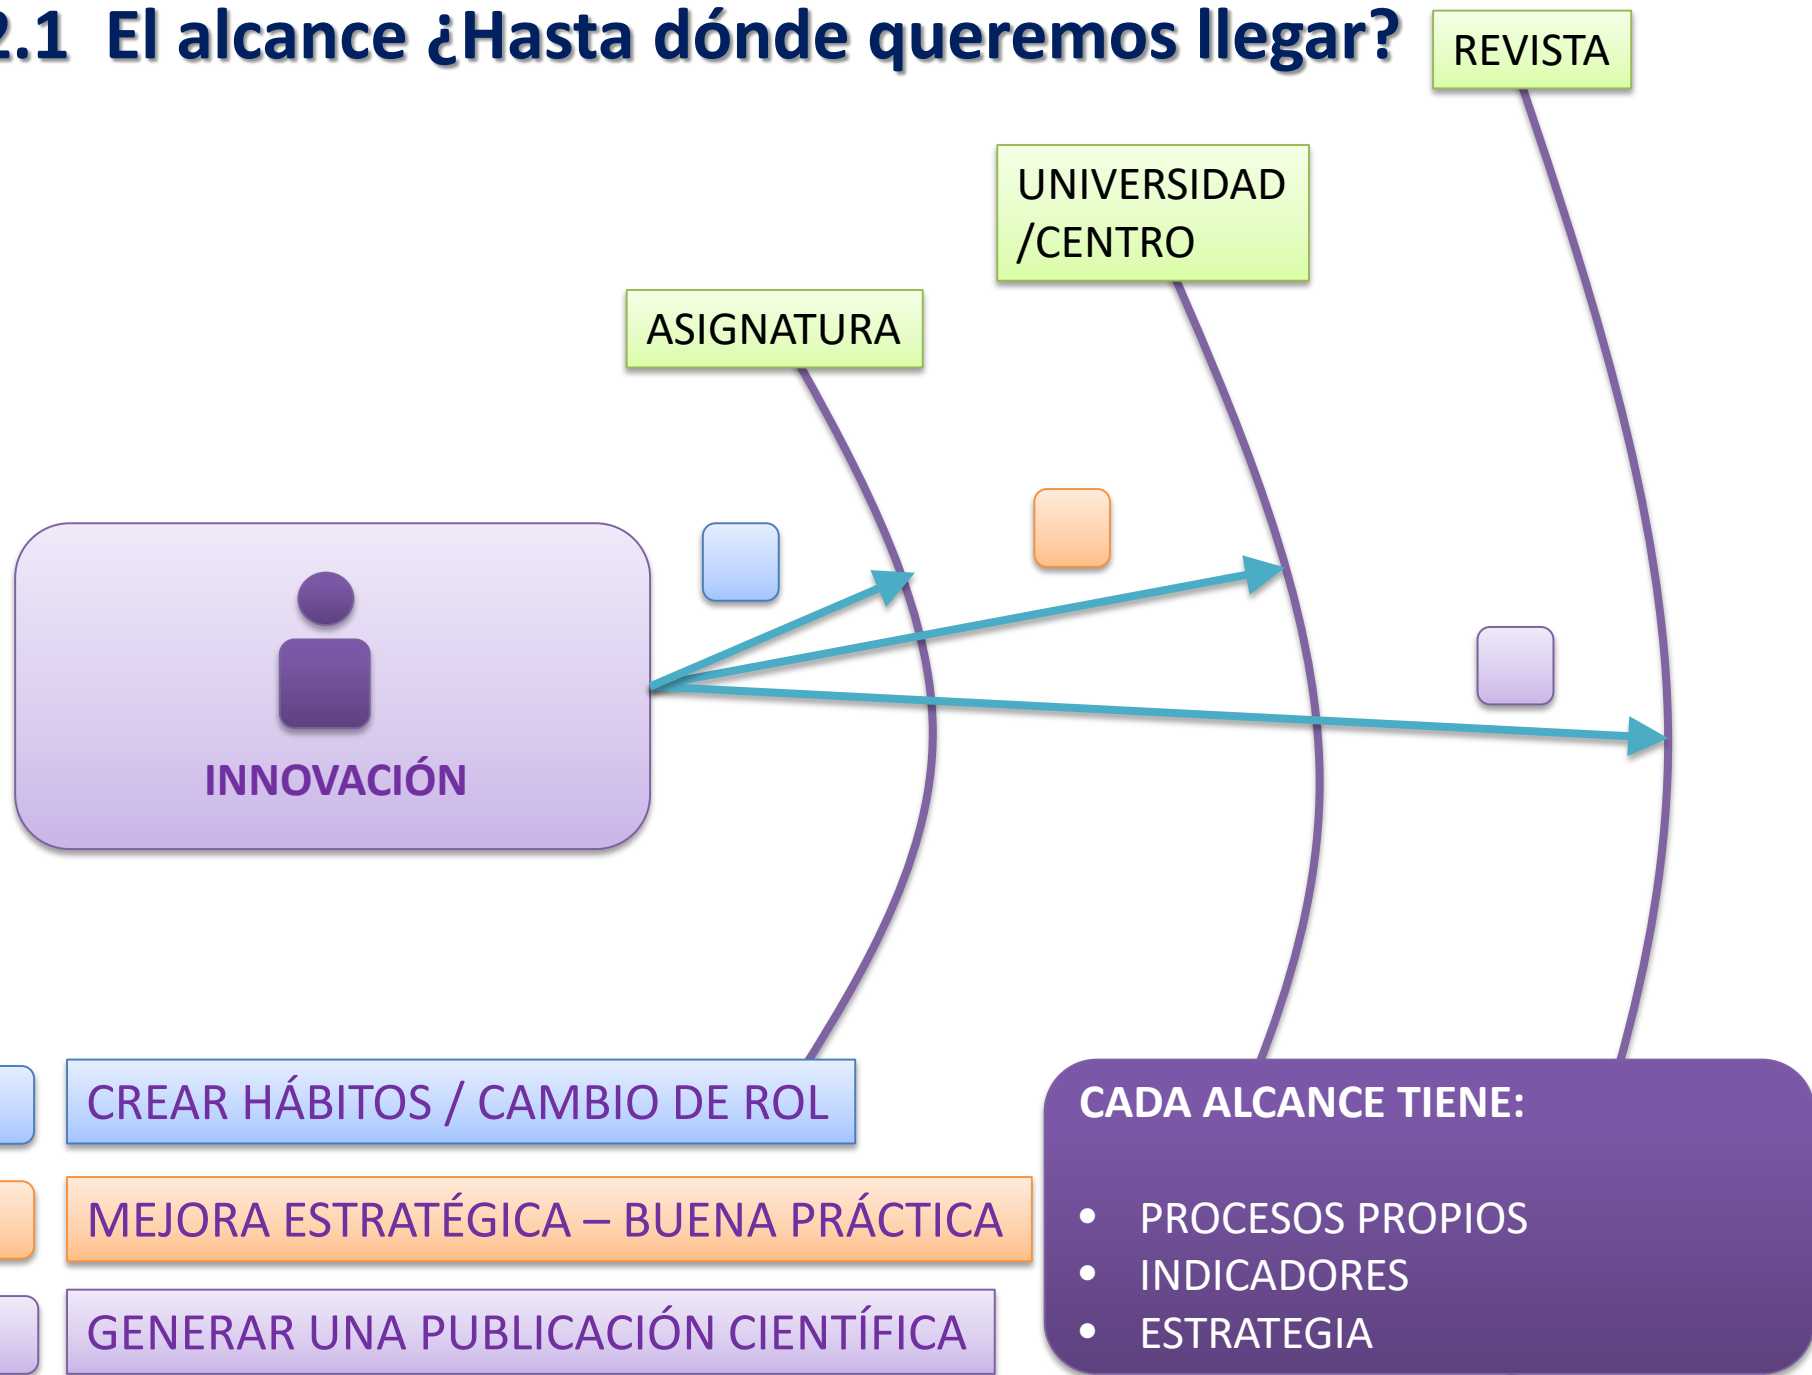 2.1 El alcance ¿Hasta dónde queremos llegar?
REVISTA
UNIVERSIDAD
/CENTRO
ASIGNATURA
INNOVACIÓN
CREAR HÁBITOS / CAMBIO DE ROL
MEJORA ESTRATÉGICA – BUENA PRÁCTICA
GENERAR UNA PUBLICACIÓN CIENTÍFICA
CADA ALCANCE TIENE:
• PROCESOS PROPIOS
• INDICADORES
• ESTRATEGIA